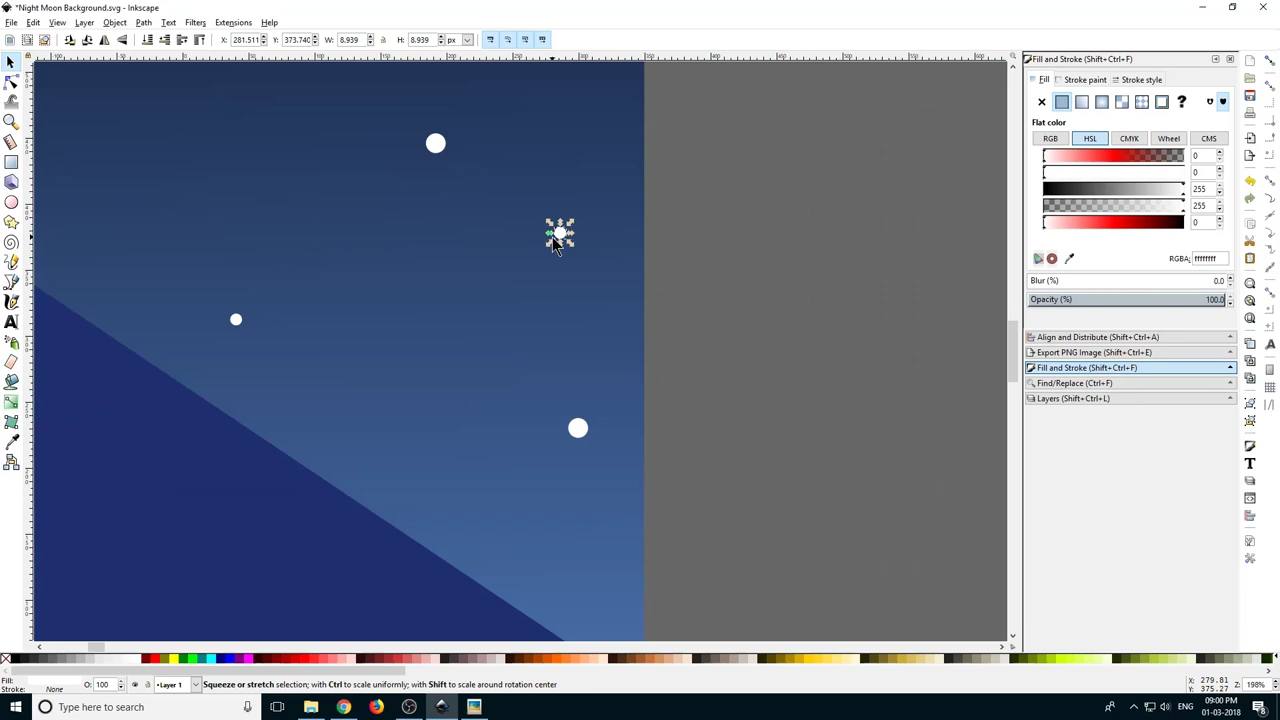 *Night Moon Background.svg - Inkscape
File Edit View Layer Object Path Text Filters Extensions Help
X: 281.511 Y: 373.740 W: 8.939 H: 8.939 px
Fill and Stroke (Shift+Ctrl+F)
Fill Stroke paint Stroke style
Flat color
RGB HSL CMYK Wheel CMS
0
0
255
255
0
RGBA: ffffffff
Blur (%) 0.0
Opacity (%) 100.0
Align and Distribute (Shift+Ctrl+A)
Export PNG Image (Shift+Ctrl+E)
Fill and Stroke (Shift+Ctrl+F)
Find/Replace (Ctrl+F)
Layers (Shift+Ctrl+L)
Fill:
Stroke: None
O: 100
•Layer 1
Squeeze or stretch selection; with Ctrl to scale uniformly; with Shift to scale around rotation center
X: 279.81
Y: 375.27
Z: 198%
Type here to search
ENG
09:00 PM
01-03-2018